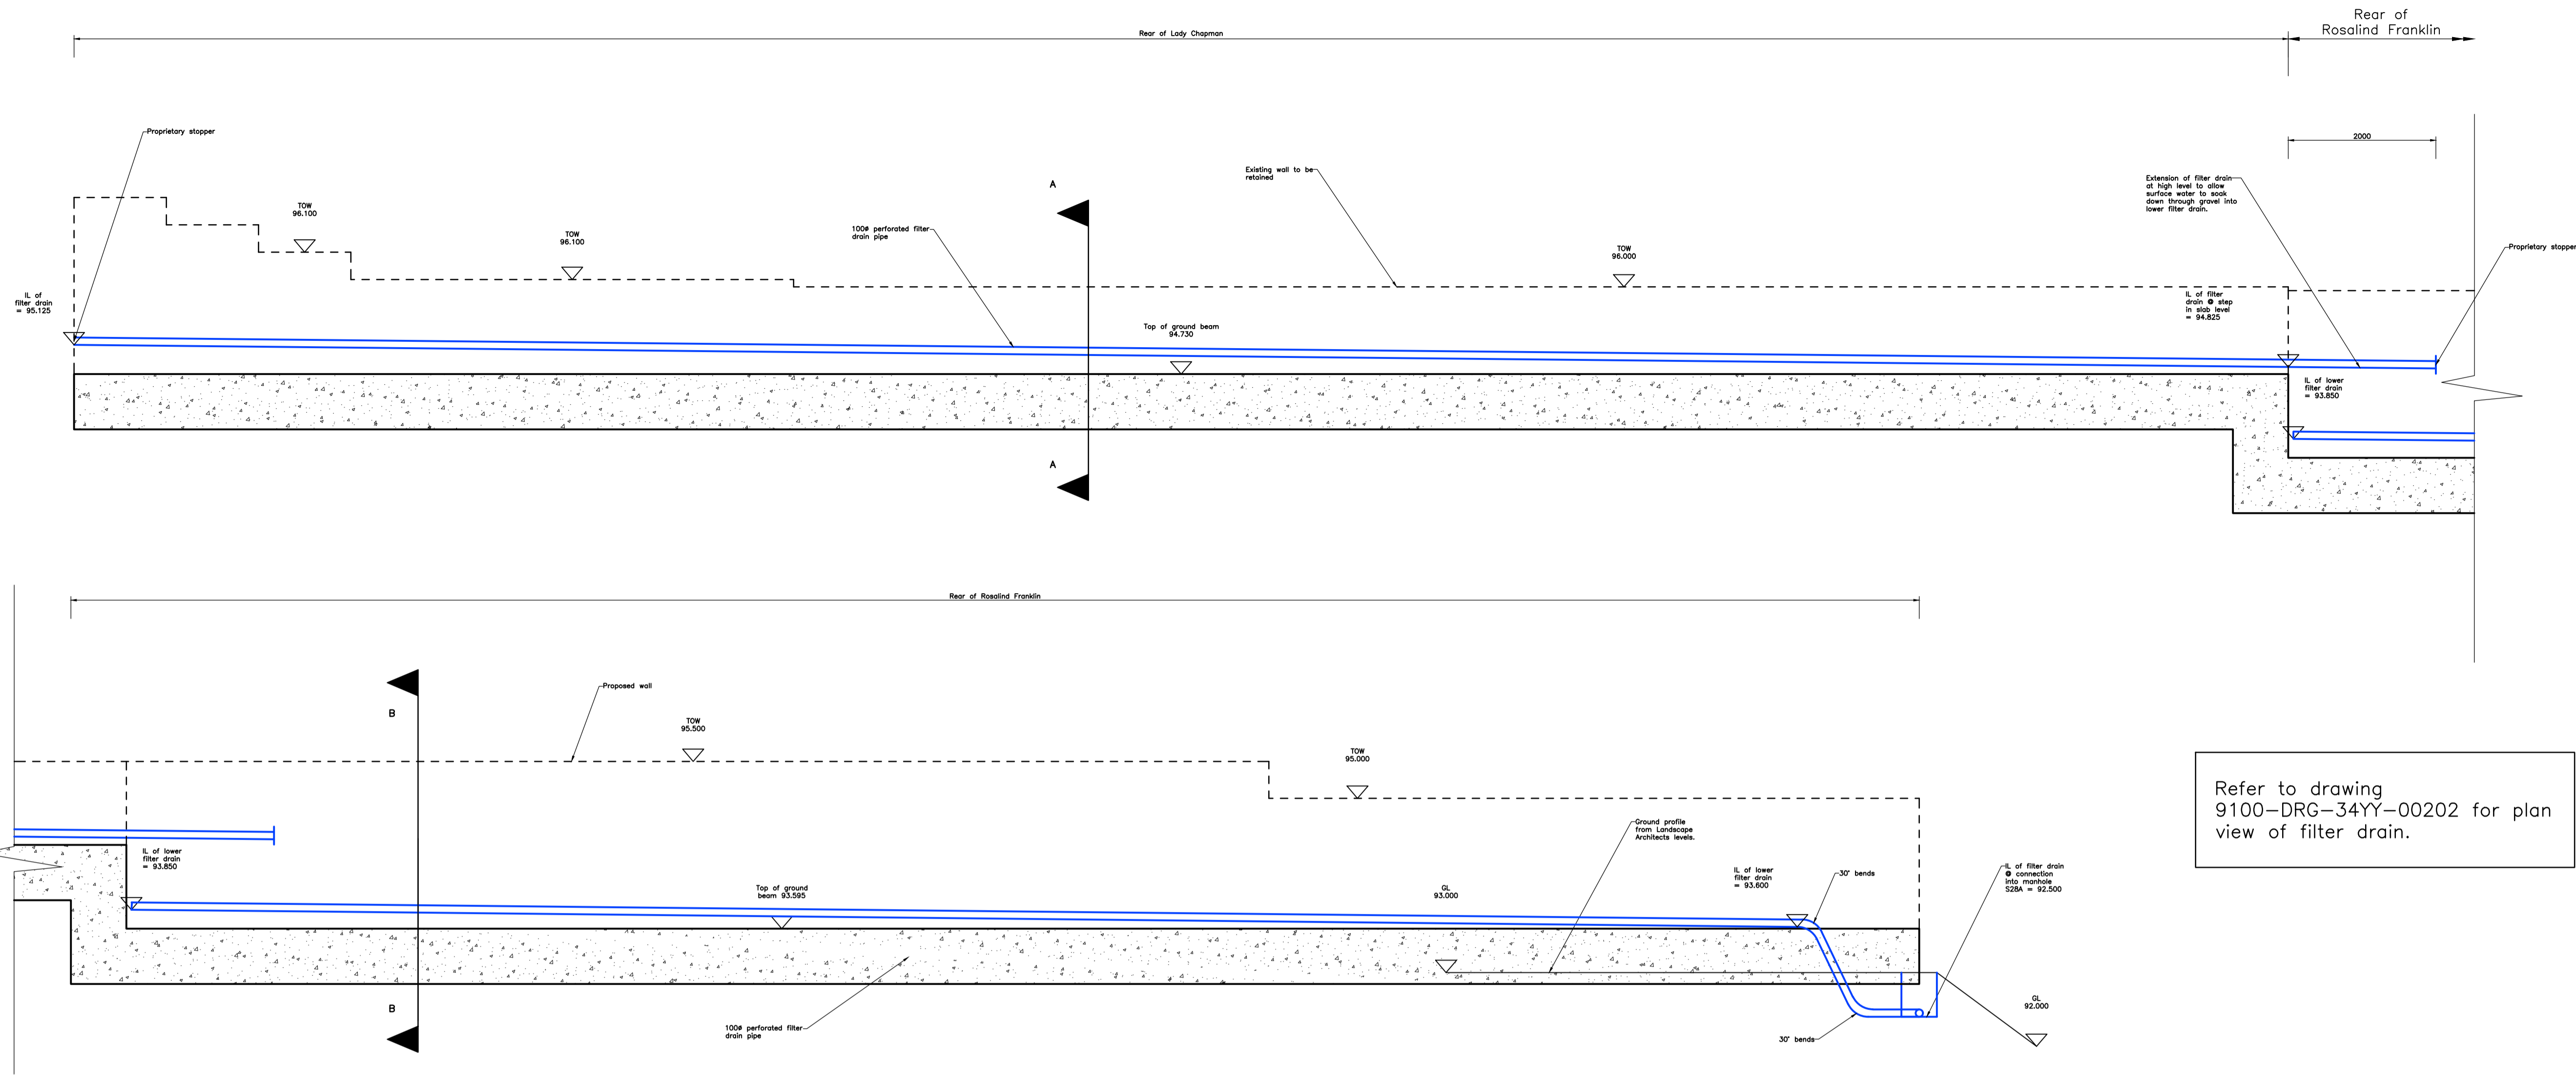 Rear of Lady Chapman
Rear of
Rosalind Franklin
Proprietary stopper
2000
Existing wall to be
retained
A
Extension of filter drain
at high level to allow
surface water to soak
down through gravel into
lower filter drain.
TOW
96.100
100ø perforated filter
drain pipe
TOW
96.100
TOW
96.000
Proprietary stopper
IL of
filter drain
= 95.125
IL of filter
drain @ step
in slab level
= 94.825
Top of ground beam
94.730
IL of lower
filter drain
= 93.850
A
Rear of Rosalind Franklin
Proposed wall
B
TOW
95.500
TOW
95.000
Refer to drawing
9100-DRG-34YY-00202 for plan
view of filter drain.
Ground profile
from Landscape
Architects levels.
IL of lower
filter drain
= 93.850
IL of lower
filter drain
= 93.600
30° bends
IL of filter drain
@ connection
into manhole
S28A = 92.500
Top of ground
beam 93.595
GL
93.000
GL
92.000
B
100ø perforated filter
drain pipe
30° bends